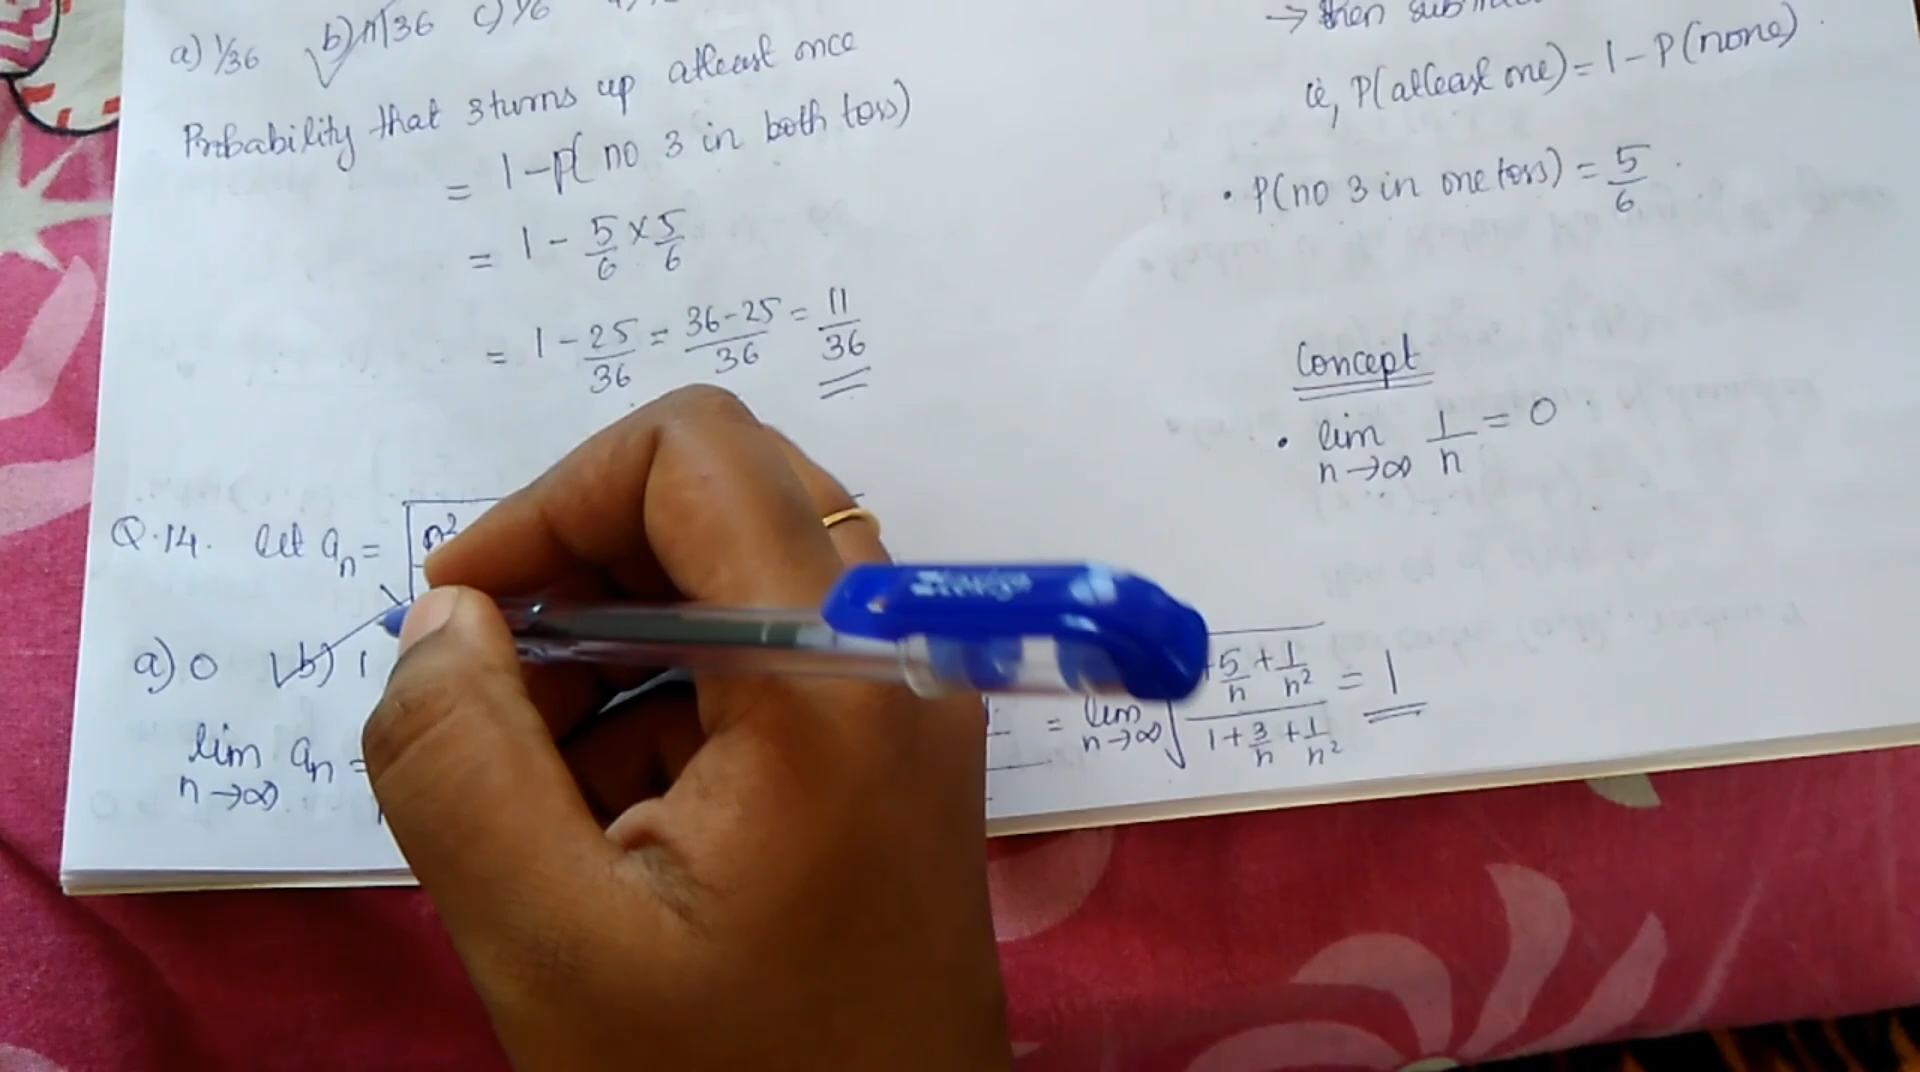 a) 1/36 b) 11/36 c) 1/6
Probability that 3 turns up atleast once
= 1 - P( no 3 in both toss)
= 1 - 5/6 × 5/6
= 1 - 25/36 = 36-25/36 = 11/36
→ then
ie, P(atleast one) = 1 - P(none).
• P(no 3 in one toss) = 5/6.
Concept
• lim n→∞ 1/n = 0
Q.14. Let an = √n²
a) 0 b) 1
lim n→∞ an =
= lim n→∞ √ +5/n + 1/n² / 1 + 3/n + 1/n² = 1